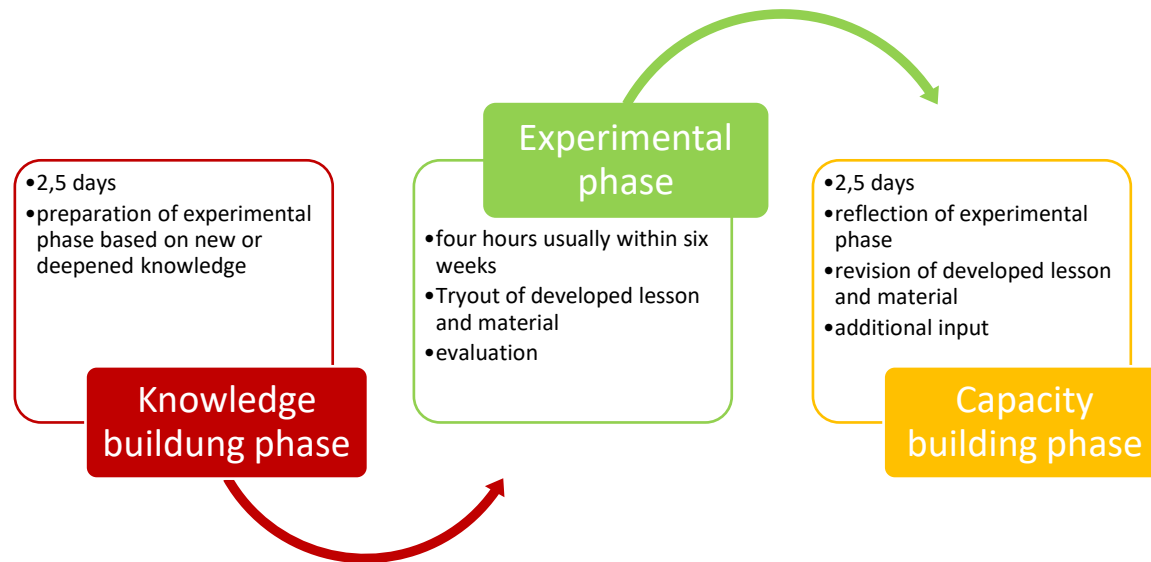 •2,5 days
•preparation of experimental
phase based on new or
deepened knowledge
Knowledge
buildung phase
Experimental
phase
•four hours usually within six
weeks
•Tryout of developed lesson
and material
•evaluation
•2,5 days
•reflection of experimental
phase
•revision of developed lesson
and material
•additional input
Capacity
building phase